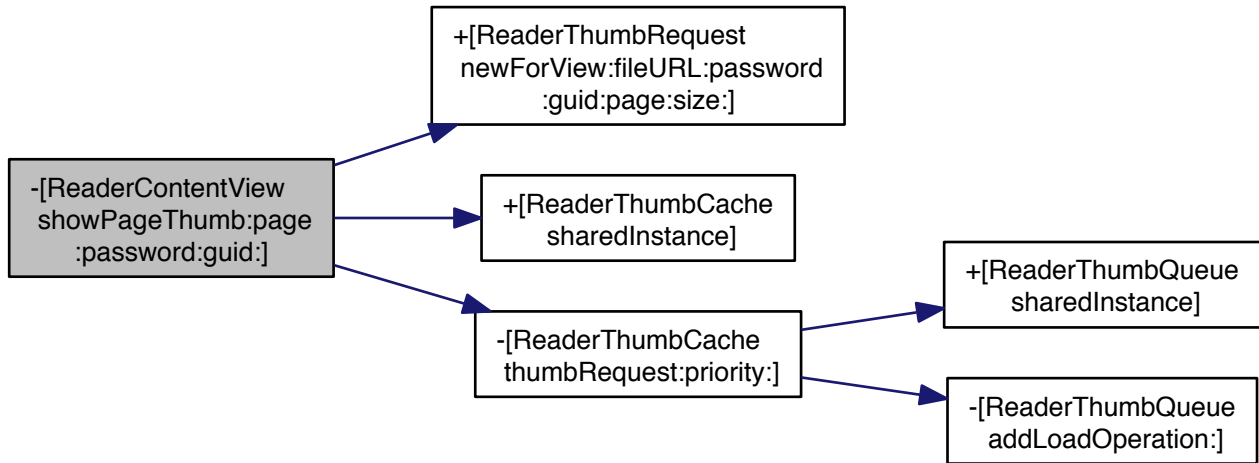 +[ReaderThumbRequest
newForView:fileURL:password
:guid:page:size:]
-[ReaderContentView
showPageThumb:page
:password:guid:]
+[ReaderThumbCache
sharedInstance]
-[ReaderThumbCache
thumbRequest:priority:]
+[ReaderThumbQueue
sharedInstance]
-[ReaderThumbQueue
addLoadOperation:]